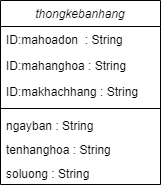 thongkebanhang
ID:mahoadon : String
ID:mahanghoa : String
ID:makhachhang : String
ngayban : String
tenhanghoa : String
soluong : String